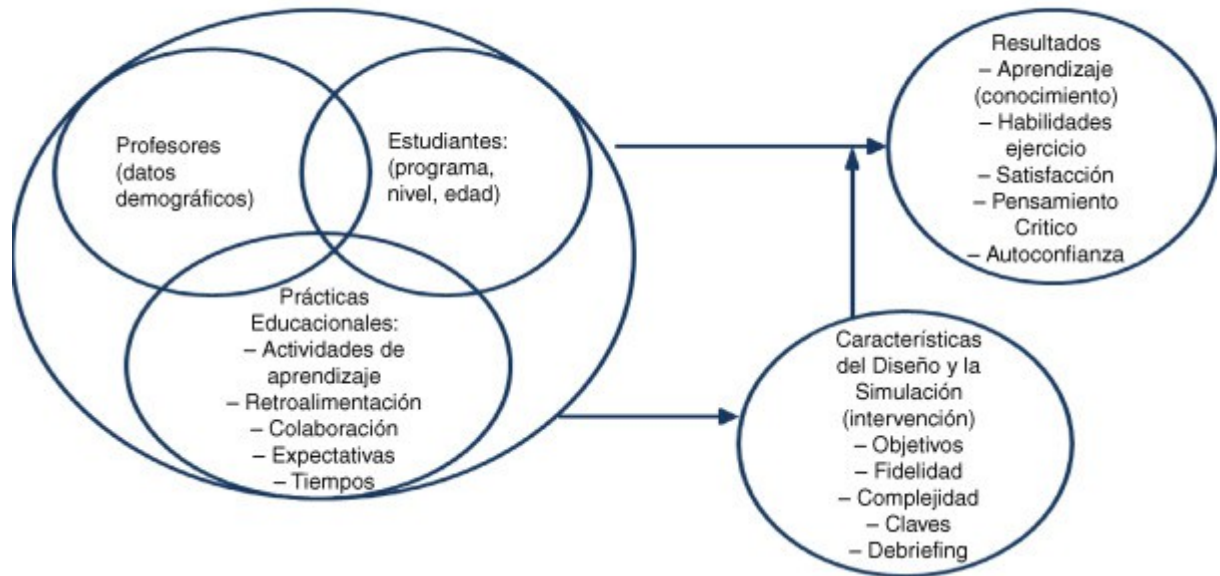 Profesores
(datos
demográficos)
Estudiantes:
(programa,
nivel, edad)
Prácticas
Educacionales:
– Actividades de
aprendizaje
– Retroalimentación
– Colaboración
– Expectativas
– Tiempos
Resultados
– Aprendizaje
(conocimiento)
– Habilidades
ejercicio
– Satisfacción
– Pensamiento
Critico
– Autoconfianza
Características
del Diseño y la
Simulación
(intervención)
– Objetivos
– Fidelidad
– Complejidad
– Claves
– Debriefing